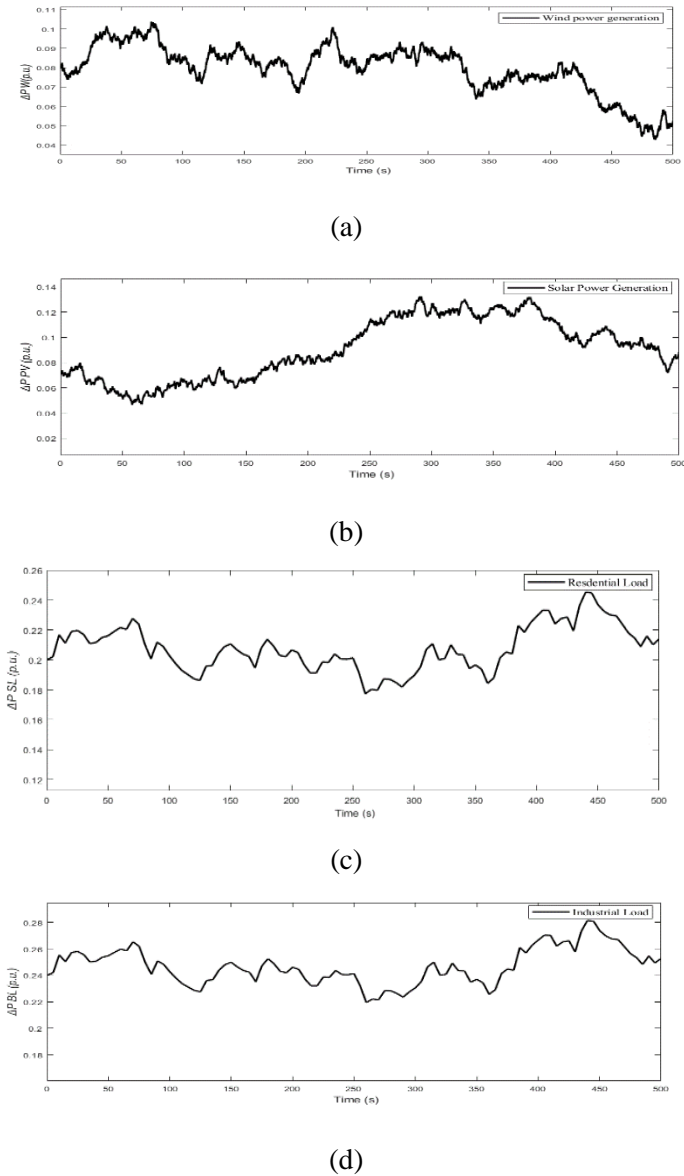 0.11
Wind power generation
0.1
0.09
0.08
0.07
0.06
0.05
0.04
ΔPW(p.u.)
0 50 100 150 200 250 300 350 400 450 500
Time (s)
(a)
0.14
Solar Power Generation
0.12
0.1
0.08
0.06
0.04
0.02
ΔP PV (p.u.)
0 50 100 150 200 250 300 350 400 450 500
Time (s)
(b)
0.26
Resdential Load
0.24
0.22
0.2
0.18
0.16
0.14
0.12
ΔP SL (p.u.)
0 50 100 150 200 250 300 350 400 450 500
Time (s)
(c)
0.28
Industrial Load
0.26
0.24
0.22
0.2
0.18
ΔP BL (p.u.)
0 50 100 150 200 250 300 350 400 450 500
Time (s)
(d)